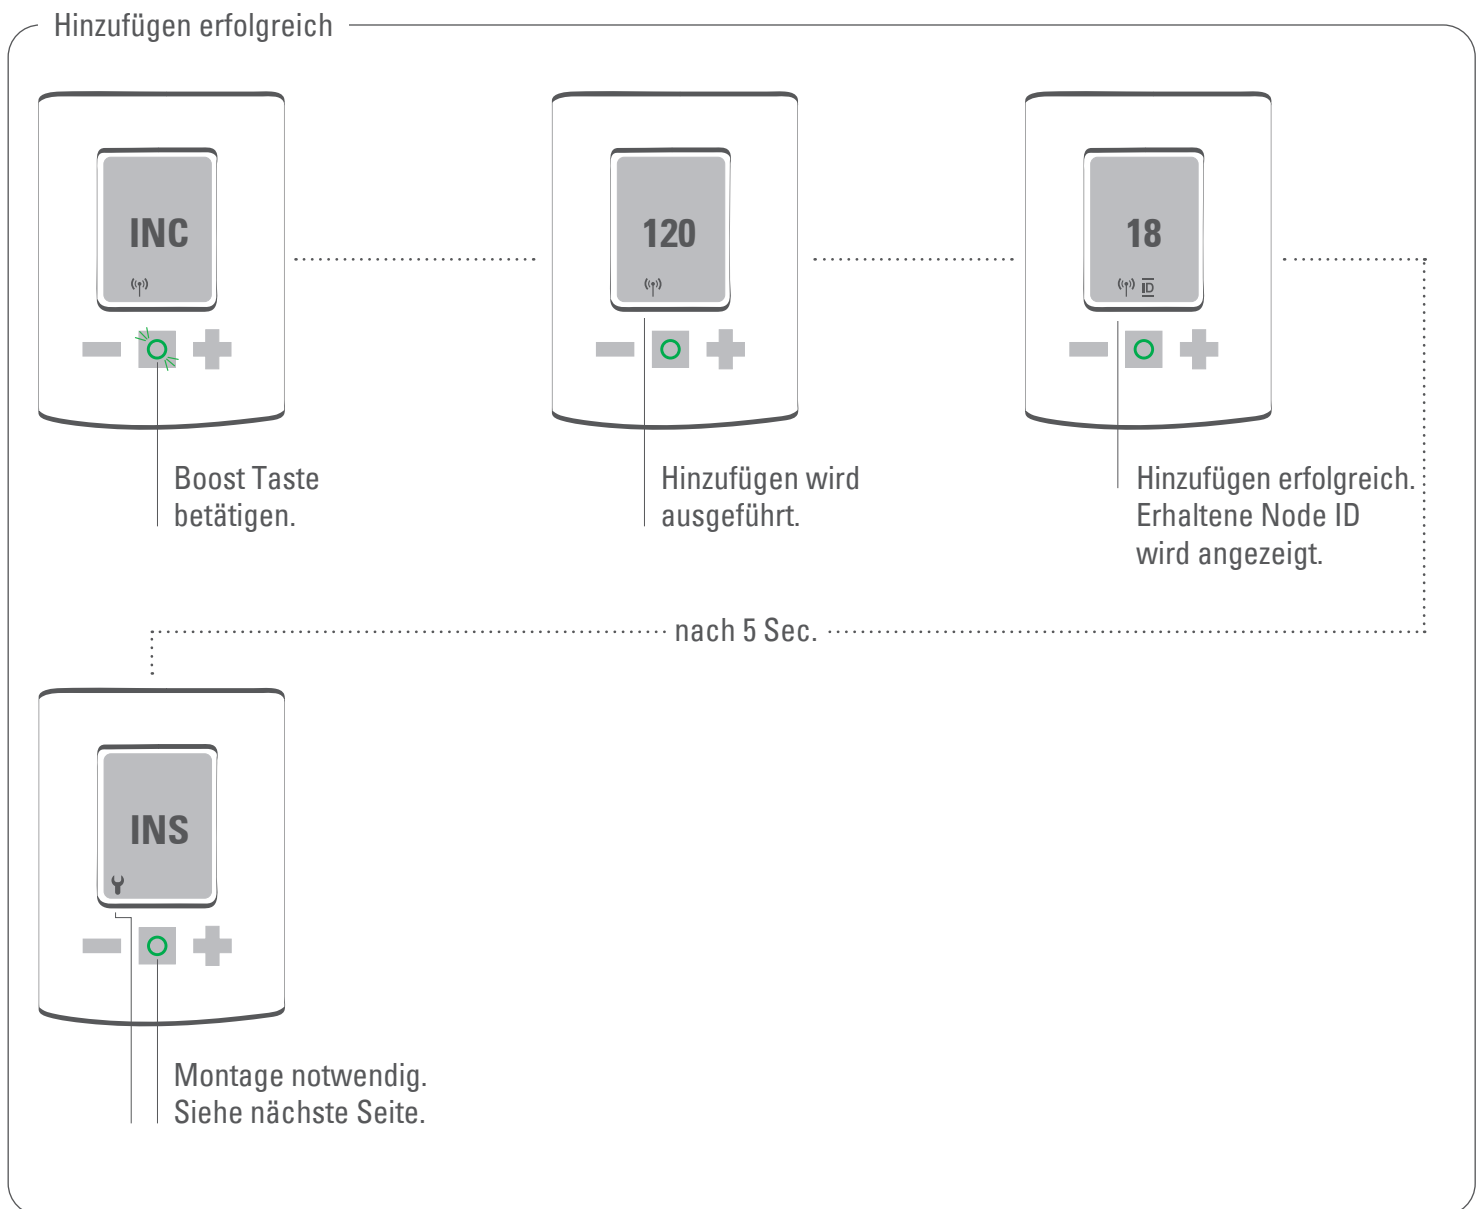 Hinzufügen erfolgreich
INC
120
18
ID
Boost Taste
betätigen.
Hinzufügen wird
ausgeführt.
Hinzufügen erfolgreich.
Erhaltene Node ID
wird angezeigt.
nach 5 Sec.
INS
Montage notwendig.
Siehe nächste Seite.